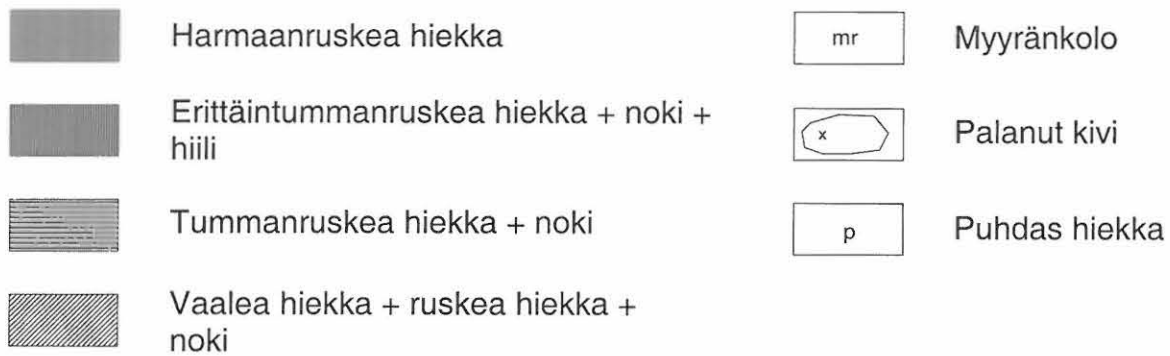 Harmaanruskea hiekka
Erittäintummanruskea hiekka + noki +
hiili
Tummanruskea hiekka + noki
Vaalea hiekka + ruskea hiekka +
noki
mr
Myyränkolo
x
Palanut kivi
p
Puhdas hiekka